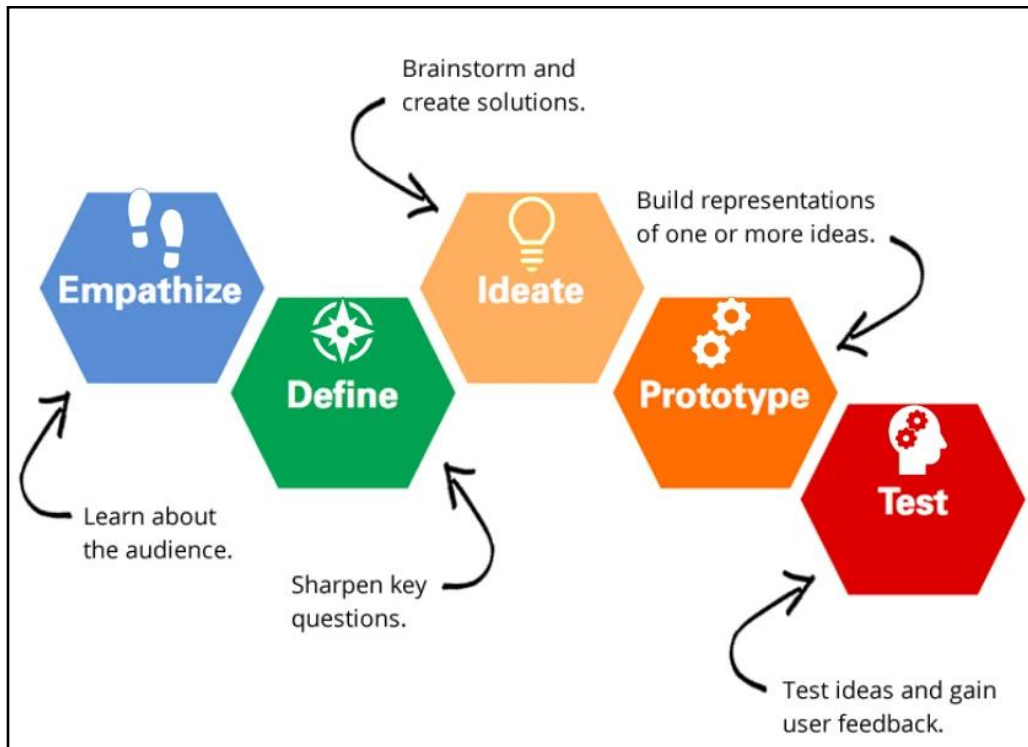 Brainstorm and
create solutions.
Build representations
of one or more ideas.
Empathize
Ideate
Define
Prototype
Test
Learn about
the audience.
Sharpen key
questions.
Test ideas and gain
user feedback.